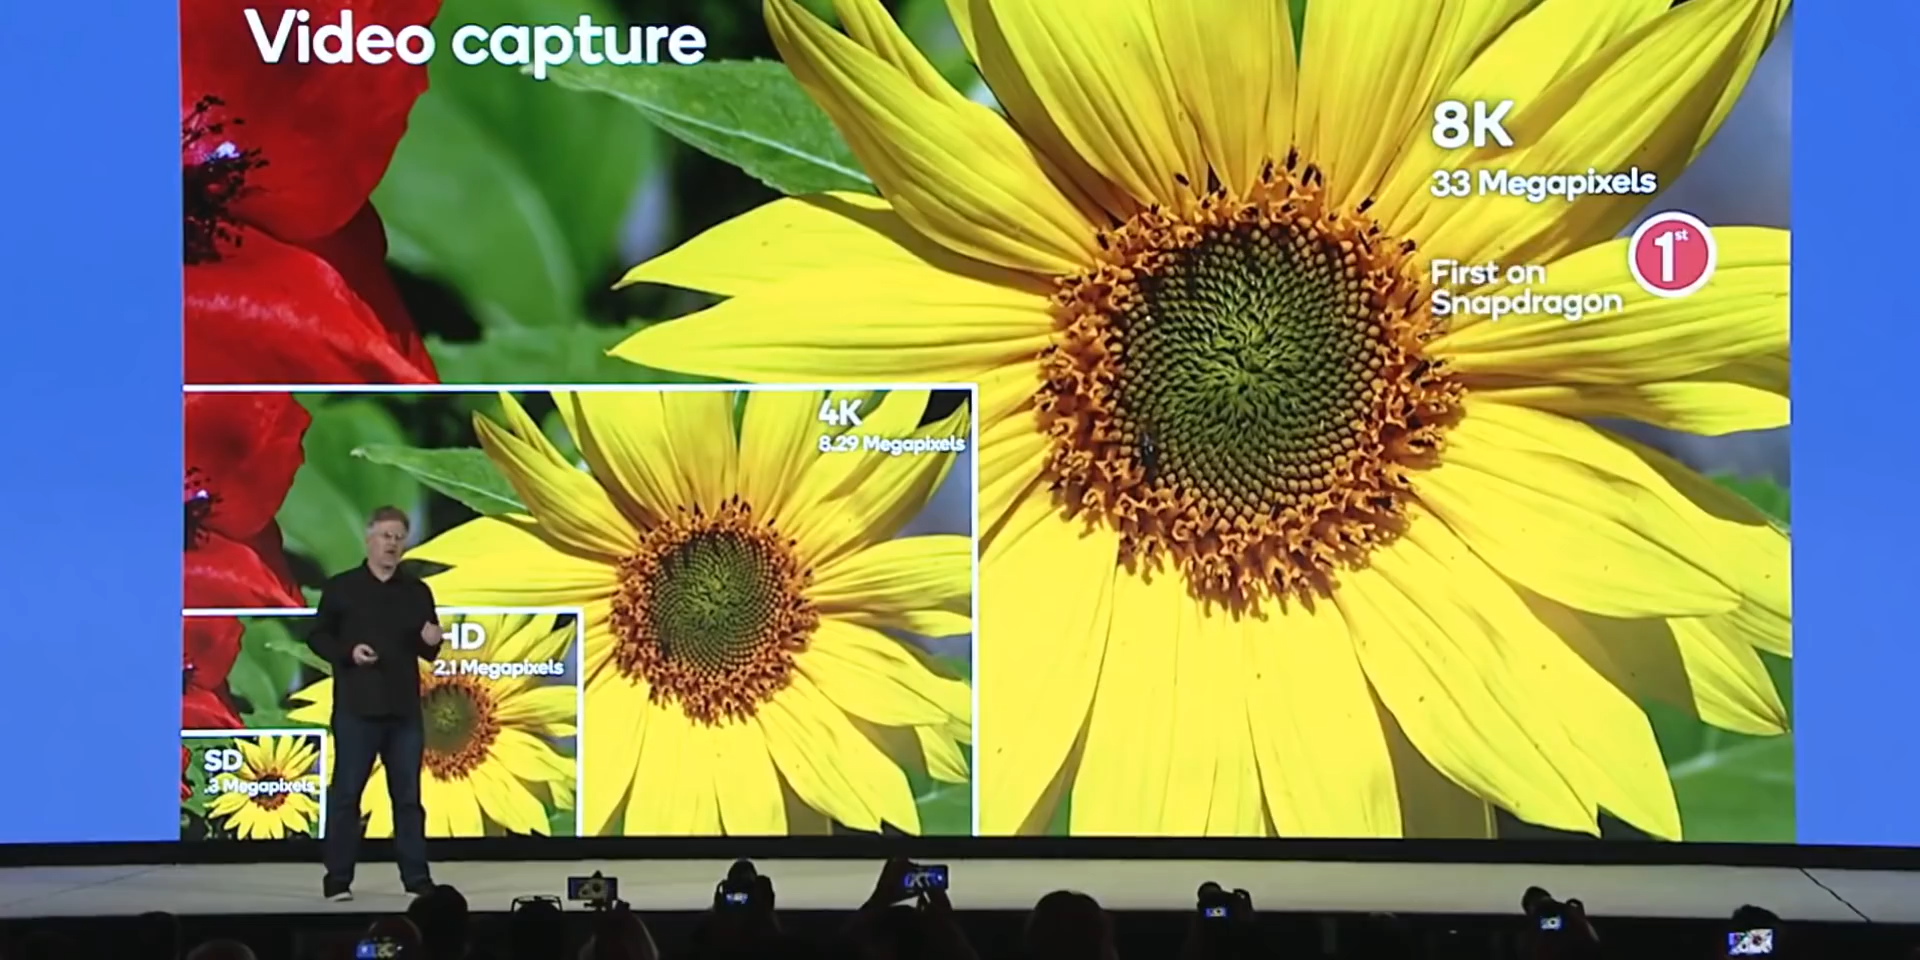 Video capture
8K
33 Megapixels
1st
First on
Snapdragon
4K
8.29 Megapixels
HD
2.1 Megapixels
SD
.3 Megapixels